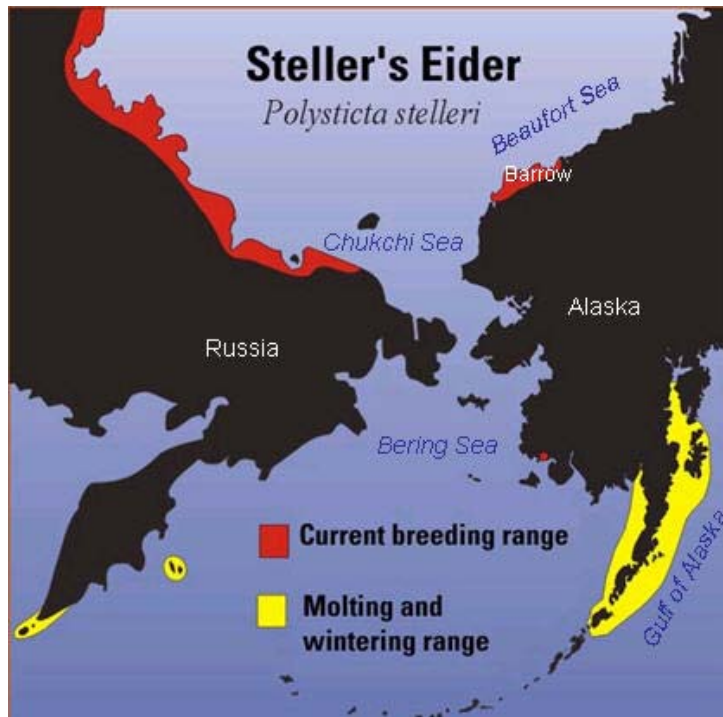 Steller's Eider
Polysticta stelleri
Beaufort Sea
Barrow
Chukchi Sea
Alaska
Russia
Bering Sea
Current breeding range
Gulf of Alaska
Molting and
wintering range